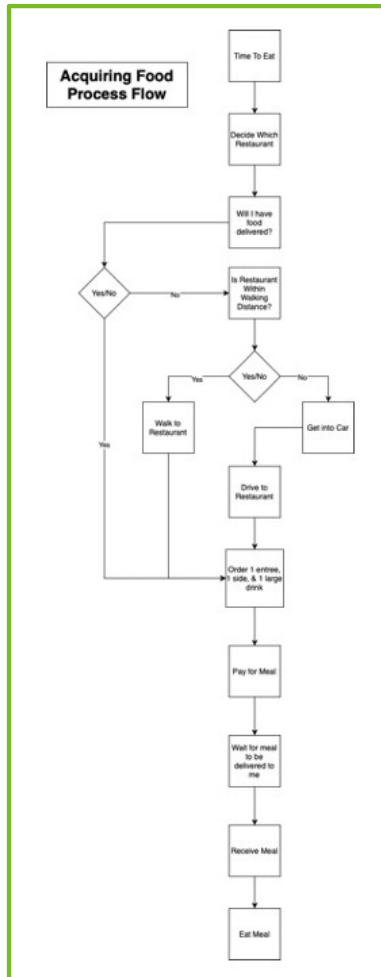 Time To Eat
Acquiring Food
Process Flow
Decide Which
Restaurant
Will I have
food
delivered?
Yes/No
No
Is Restaurant
Within
Walking
Distance?
Yes
Yes/No
No
Walk to
Restaurant
Get into Car
Yes
Drive to
Restaurant
Order 1 entree,
1 side, & 1 large
drink
Pay for Meal
Wait for meal
to be
delivered to
me
Receive Meal
Eat Meal